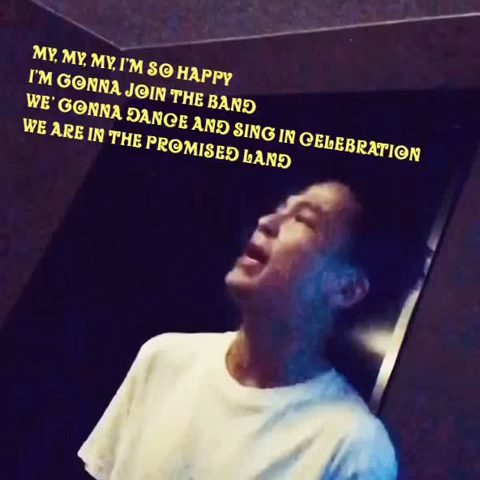 MY, MY, MY, I'M SO HAPPY
I'M GONNA JOIN THE BAND
WE' GONNA DANCE AND SING IN CELEBRATION
WE ARE IN THE PROMISED LAND